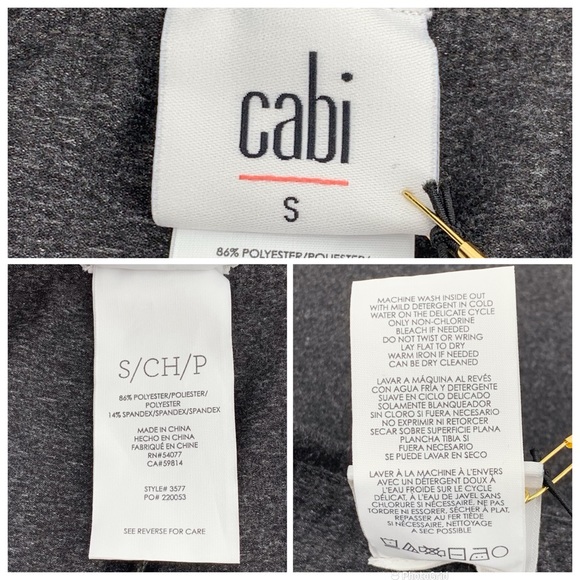 cabi
S
86% POLYESTER/POLIESTER/
S/CH/P
86% POLYESTER/POLIESTER/
POLYESTER
14% SPANDEX/SPANDEX/SPANDEX
MADE IN CHINA
HECHO EN CHINA
FABRIQUÉ EN CHINE
RN#54077
CA#59814
STYLE# 3577
PO# 220053
SEE REVERSE FOR CARE
MACHINE WASH INSIDE OUT
WITH MILD DETERGENT IN COLD
WATER ON THE DELICATE CYCLE
ONLY NON-CHLORINE
BLEACH IF NEEDED
DO NOT TWIST OR WRING
LAY FLAT TO DRY
WARM IRON IF NEEDED
CAN BE DRY CLEANED
LAVAR A MÁQUINA AL REVÉS
CON AGUA FRÍA Y DETERGENTE
SUAVE EN CICLO DELICADO
SOLAMENTE BLANQUEADOR
SIN CLORO SI FUERA NECESARIO
NO EXPRIMIR NI RETORCER
SECAR SOBRE SUPERFICIE PLANA
PLANCHA TIBIA SI
FUERA NECESARIO
SE PUEDE LAVAR EN SECO
LAVER À LA MACHINE À L'ENVERS
AVEC UN DÉTERGENT DOUX À
L'EAU FROIDE SUR LE CYCLE
DÉLICAT, À L'EAU DE JAVEL SANS
CHLORURE SI NÉCESSAIRE, NE PAS
TORDRE NI ESSORER, SÉCHER À PLAT,
REPASSER AU FER TIÈDE
SI NÉCESSAIRE, NETTOYAGE
A SEC POSSIBLE